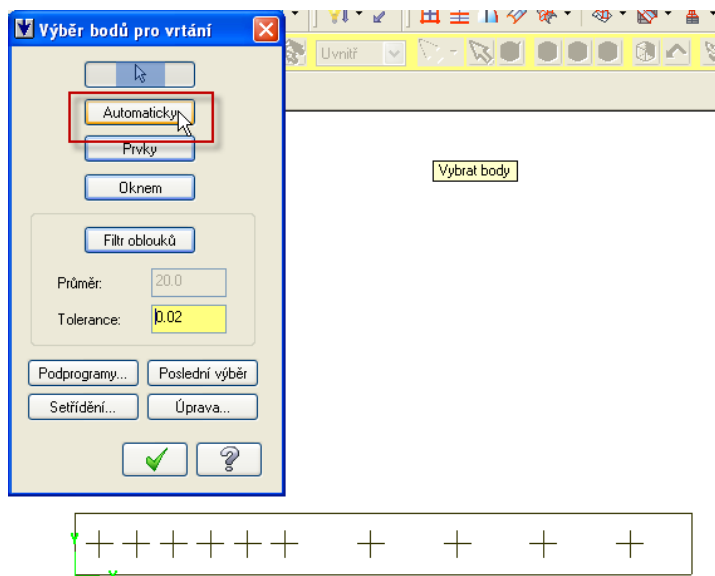 Výběr bodů pro vrtání
Uvnitř
Automaticky
Prvky
Vybrat body
Oknem
Filtr oblouků
Průměr: 20.0
Tolerance: 0.02
Podprogramy... Poslední výběr
Setřídění... Úprava...